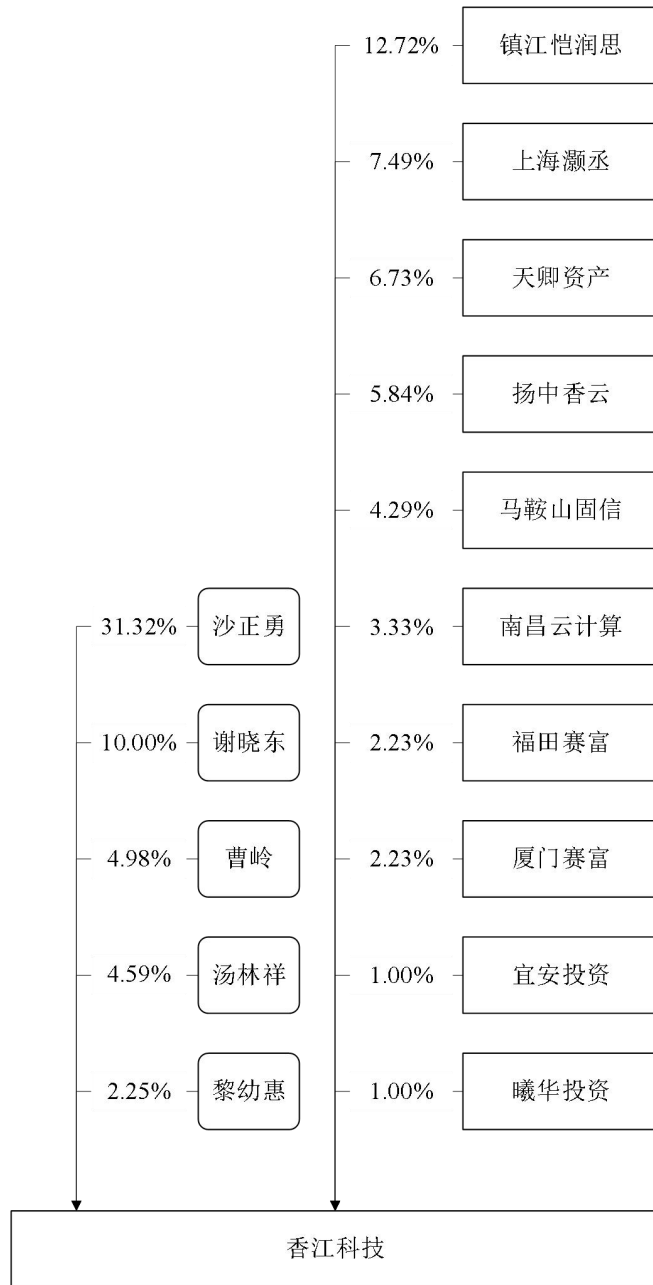 12.72% 镇江恺润思
7.49% 上海灏丞
6.73% 天卿资产
5.84% 扬中香云
4.29% 马鞍山固信
31.32% 沙正勇 3.33% 南昌云计算
10.00% 谢晓东 2.23% 福田赛富
4.98% 曹岭 2.23% 厦门赛富
4.59% 汤林祥 1.00% 宜安投资
2.25% 黎幼惠 1.00% 曦华投资
香江科技